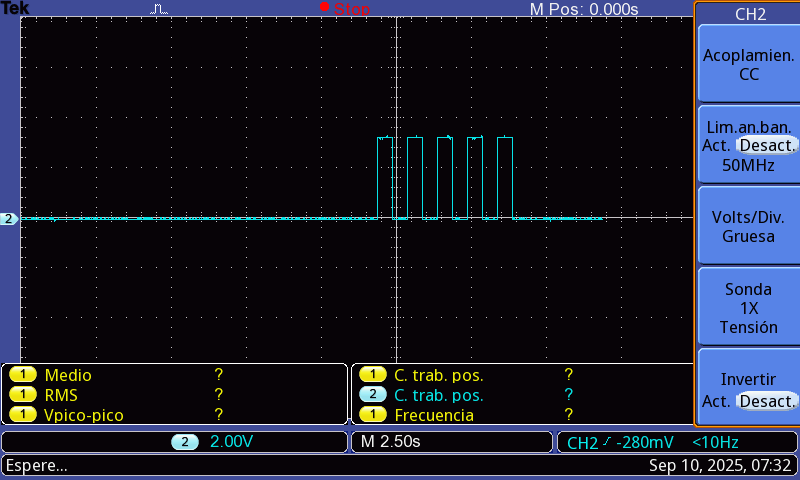 Tek Stop M Pos: 0.000s
CH2
Acoplamien.
CC
Lim.an.ban.
Act. Desact.
50MHz
Volts/Div.
Gruesa
Sonda
1X
Tensión
Invertir
Act. Desact.
2
1 Medio ?
1 RMS ?
1 Vpico-pico ?
1 C. trab. pos. ?
2 C. trab. pos. ?
1 Frecuencia ?
2 2.00V
M 2.50s
CH2 -280mV <10Hz
Espere...
Sep 10, 2025, 07:32